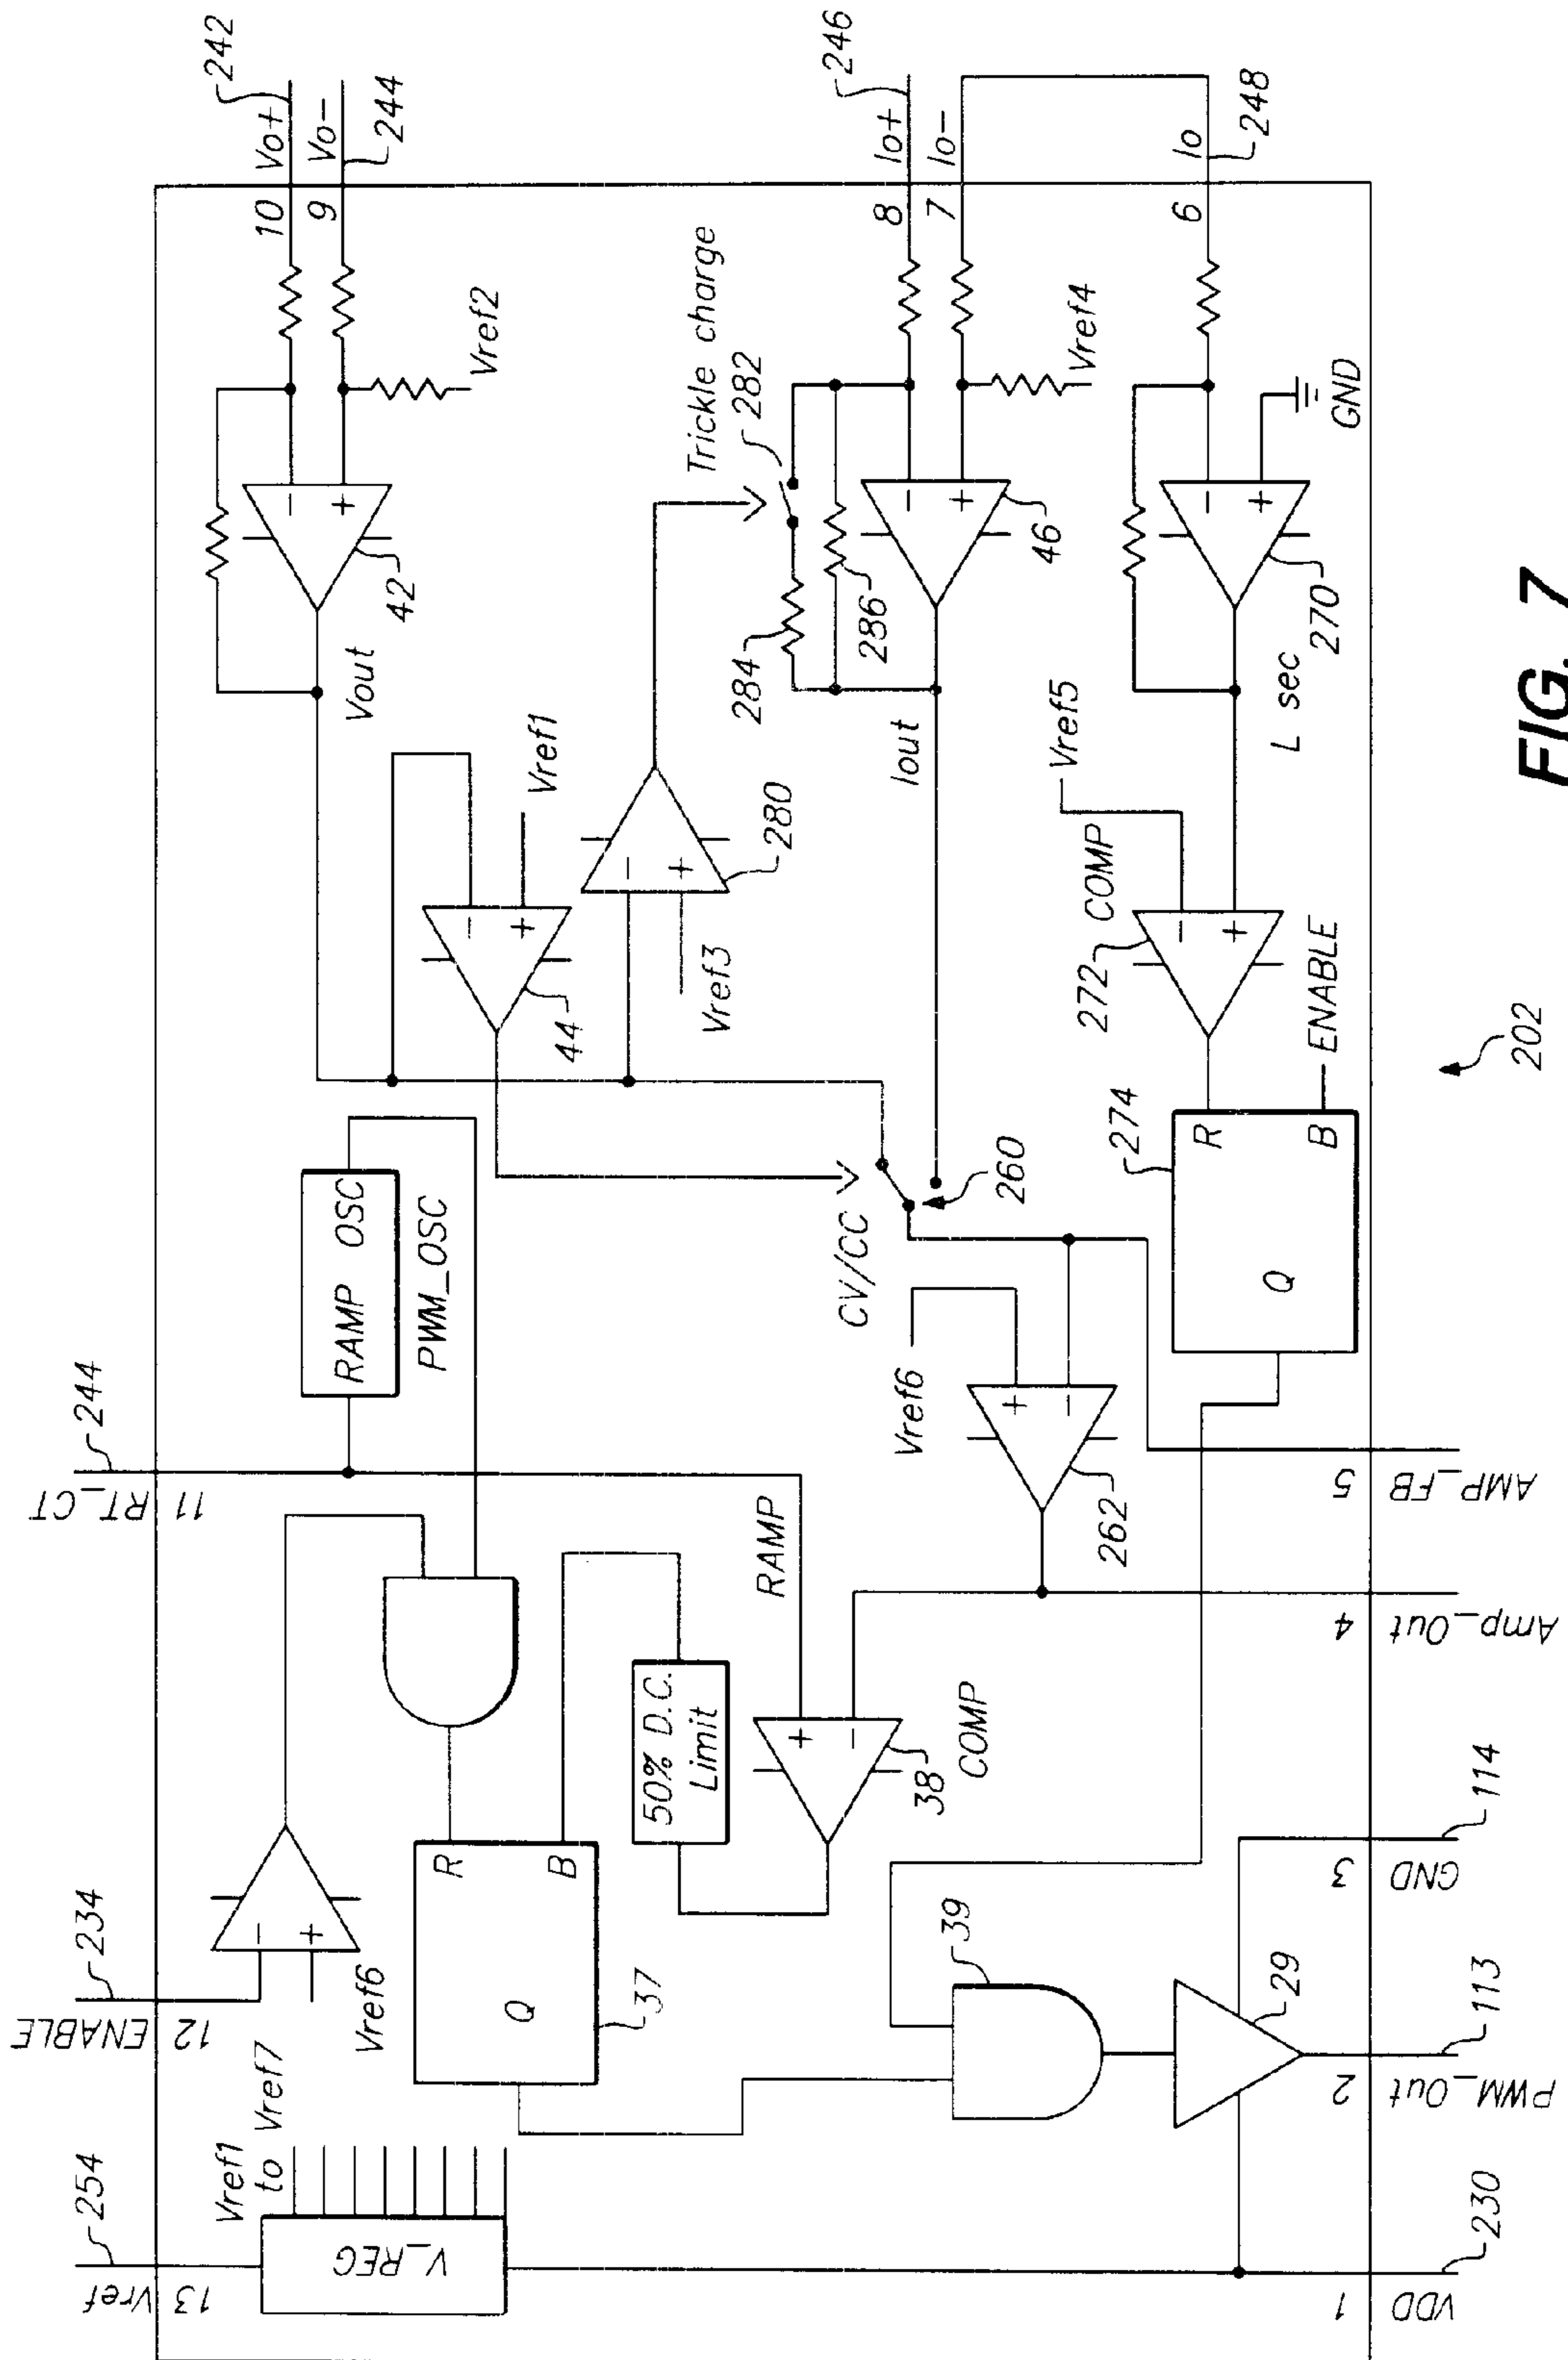 242
Vo+
10
Vo−
9
244
Vref2
−
+
42
Vout
246
Io+
8
Io−
7
Io
6
248
Trickle charge
282
284
286
Vref4
−
+
46
Iout
GND
−
+
270
L sec
Vref1
−
+
44
−
+
280
Vref3
Vref5
COMP
−
+
272
ENABLE
274
R
B
Q
202
FIG. 7
RAMP OSC
PWM_OSC
CV/CC
260
244
11 RT_CT
RAMP
Vref6
+
−
262
5
AMP_FB
4
Amp_Out
50% D.C.
Limit
+
−
38
COMP
234
12 ENABLE
−
+
Vref6
R
B
Q
37
39
29
3
GND
114
2
PWM_Out
113
254
13 Vref
Vref1
to Vref7
V_REG
1
VDD
230